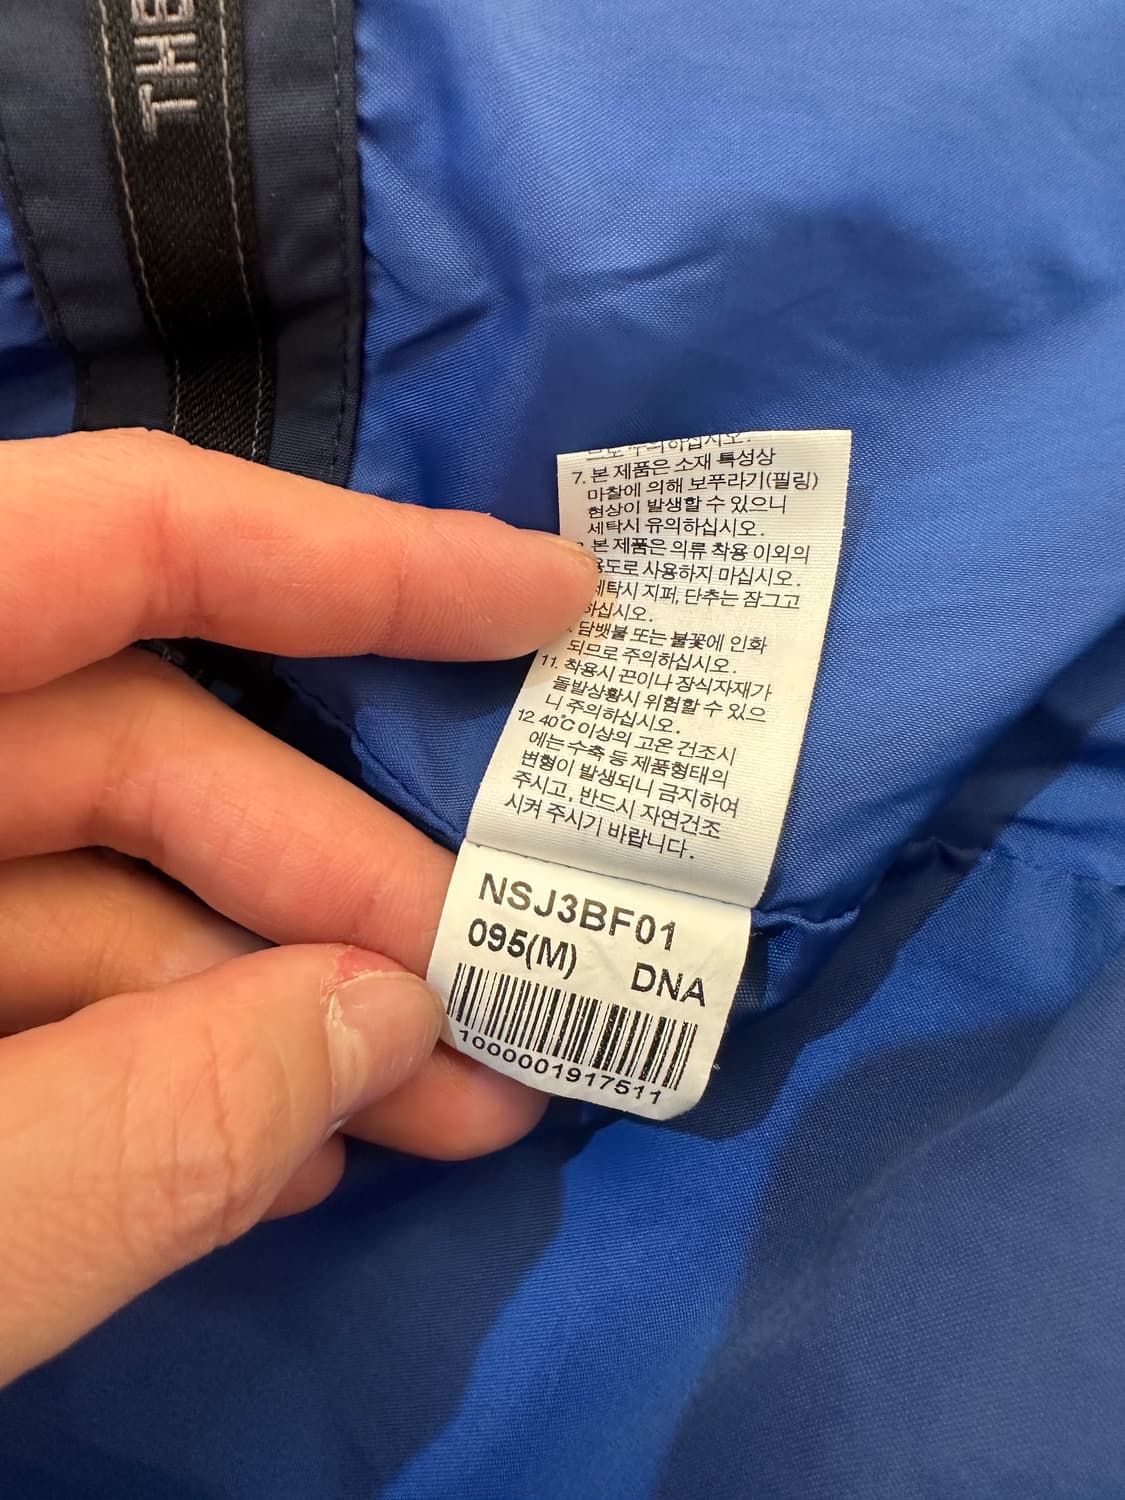 THE
므로 주의하십시오.
7. 본 제품은 소재 특성상
마찰에 의해 보푸라기(필링)
현상이 발생할 수 있으니
세탁시 유의하십시오.
본 제품은 의류 착용 이외의
용도로 사용하지 마십시오.
세탁시 지퍼, 단추는 잠그고
하십시오.
담뱃불 또는 불꽃에 인화
되므로 주의하십시오.
11. 착용시 끈이나 장식자재가
돌발상황시 위험할 수 있으
니 주의하십시오.
12. 40℃ 이상의 고온 건조시
에는 수축 등 제품형태의
변형이 발생되니 금지하여
주시고, 반드시 자연건조
시켜 주시기 바랍니다.
NSJ3BF01
095(M) DNA
1000001917511